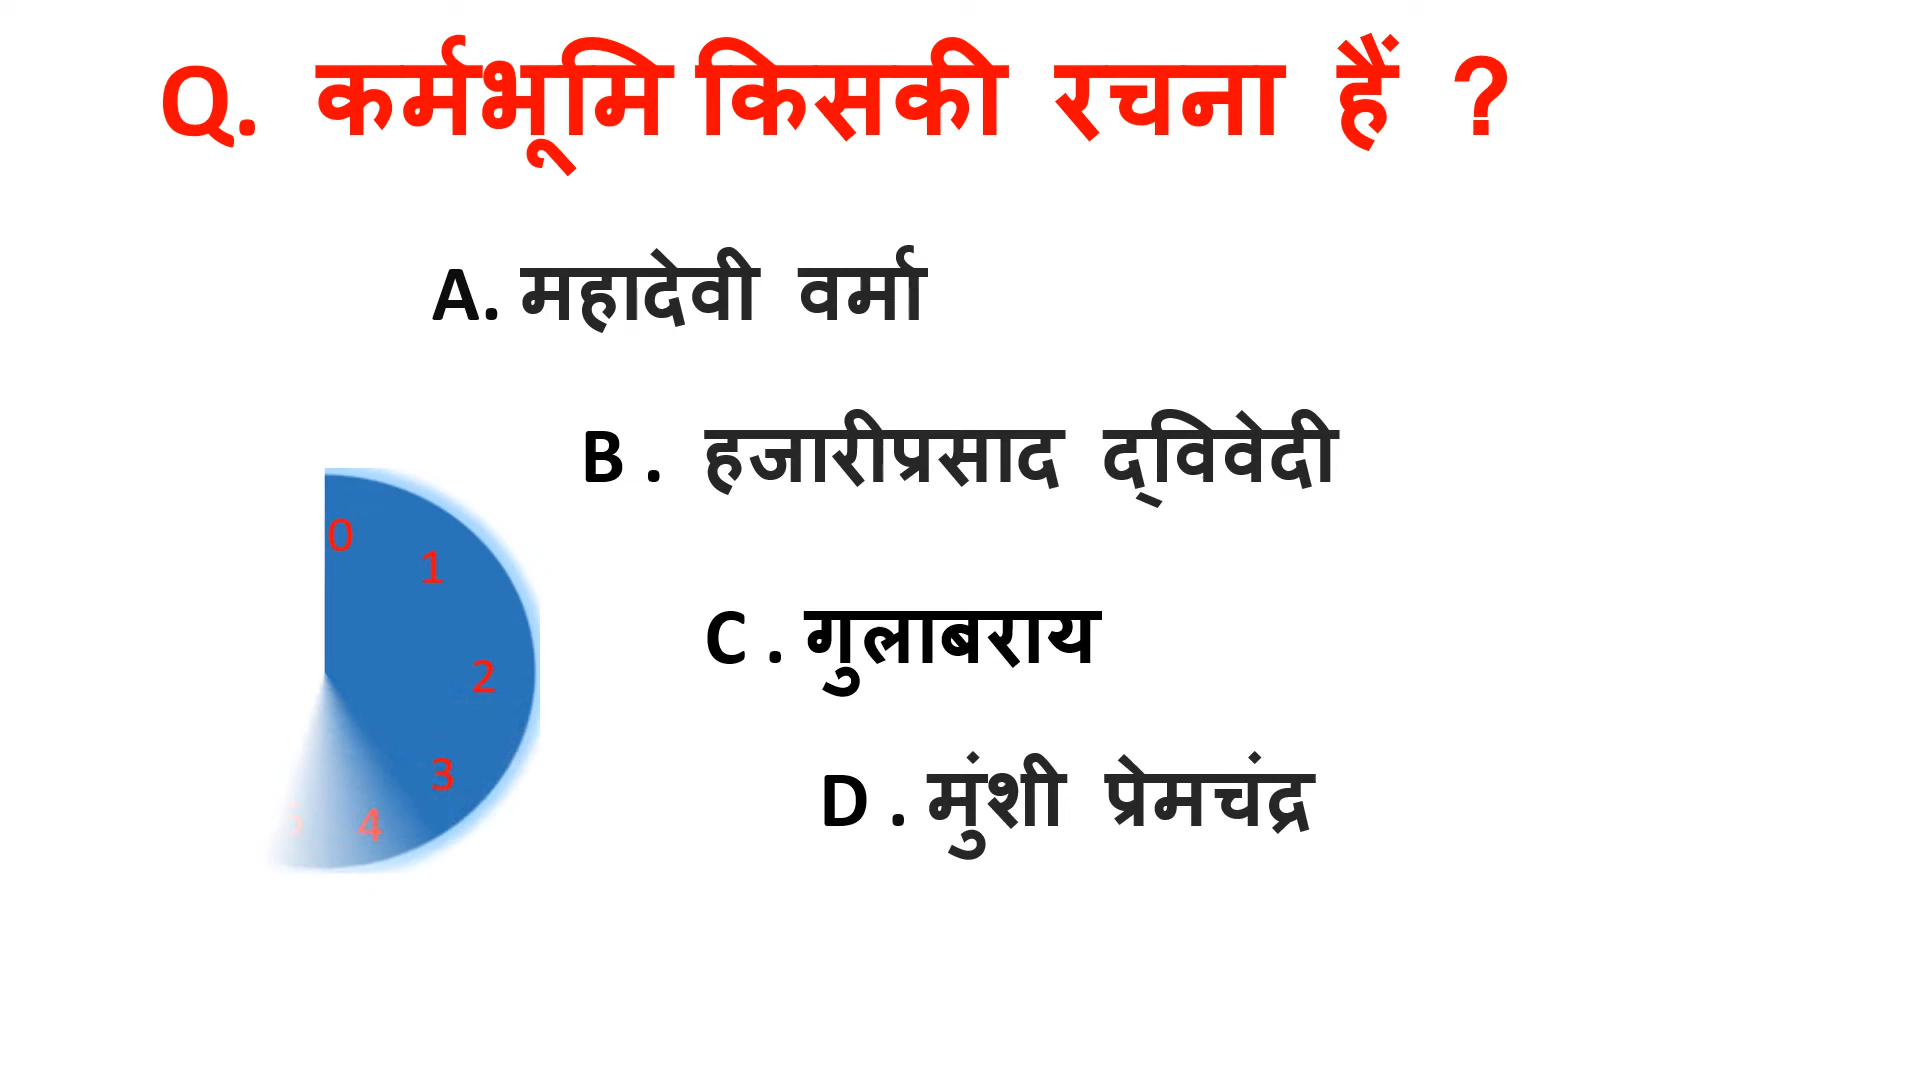 Q. कर्मभूमि किसकी रचना हैं ?
A. महादेवी वर्मा
B . हजारीप्रसाद द्विवेदी
C . गुलाबराय
D . मुंशी प्रेमचंद्र
0
1
2
3
4